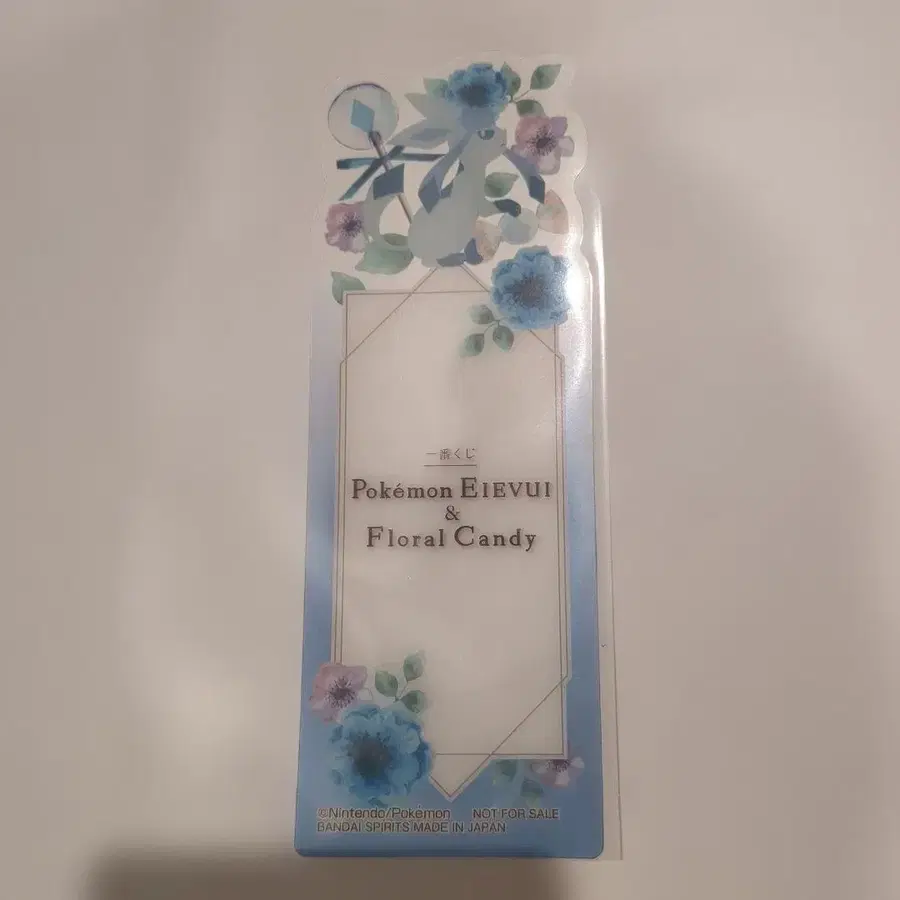 一番くじ
Pokémon EIEVUI
&
Floral Candy
©Nintendo/Pokémon NOT FOR SALE
BANDAI SPIRITS MADE IN JAPAN